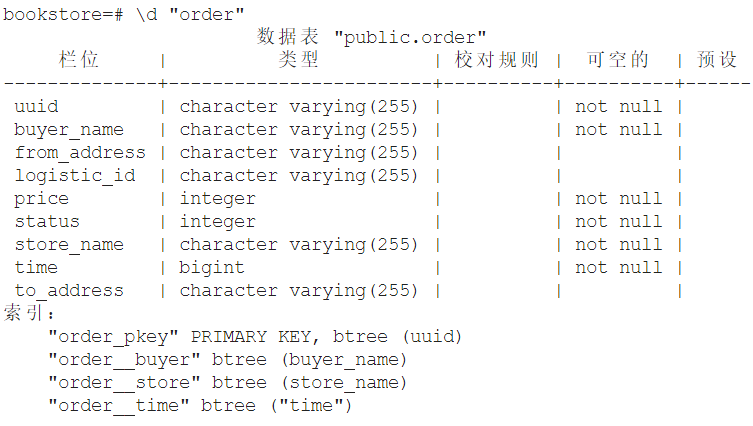 bookstore=# \d "order"
                       数据表 "public.order"
     栏位     |          类型          | 校对规则 |  可空的  | 预设
--------------+------------------------+----------+----------+------
 uuid         | character varying(255) |          | not null |
 buyer_name   | character varying(255) |          | not null |
 from_address | character varying(255) |          |          |
 logistic_id  | character varying(255) |          |          |
 price        | integer                |          | not null |
 status       | integer                |          | not null |
 store_name   | character varying(255) |          | not null |
 time         | bigint                 |          | not null |
 to_address   | character varying(255) |          |          |
索引：
    "order_pkey" PRIMARY KEY, btree (uuid)
    "order__buyer" btree (buyer_name)
    "order__store" btree (store_name)
    "order__time" btree ("time")